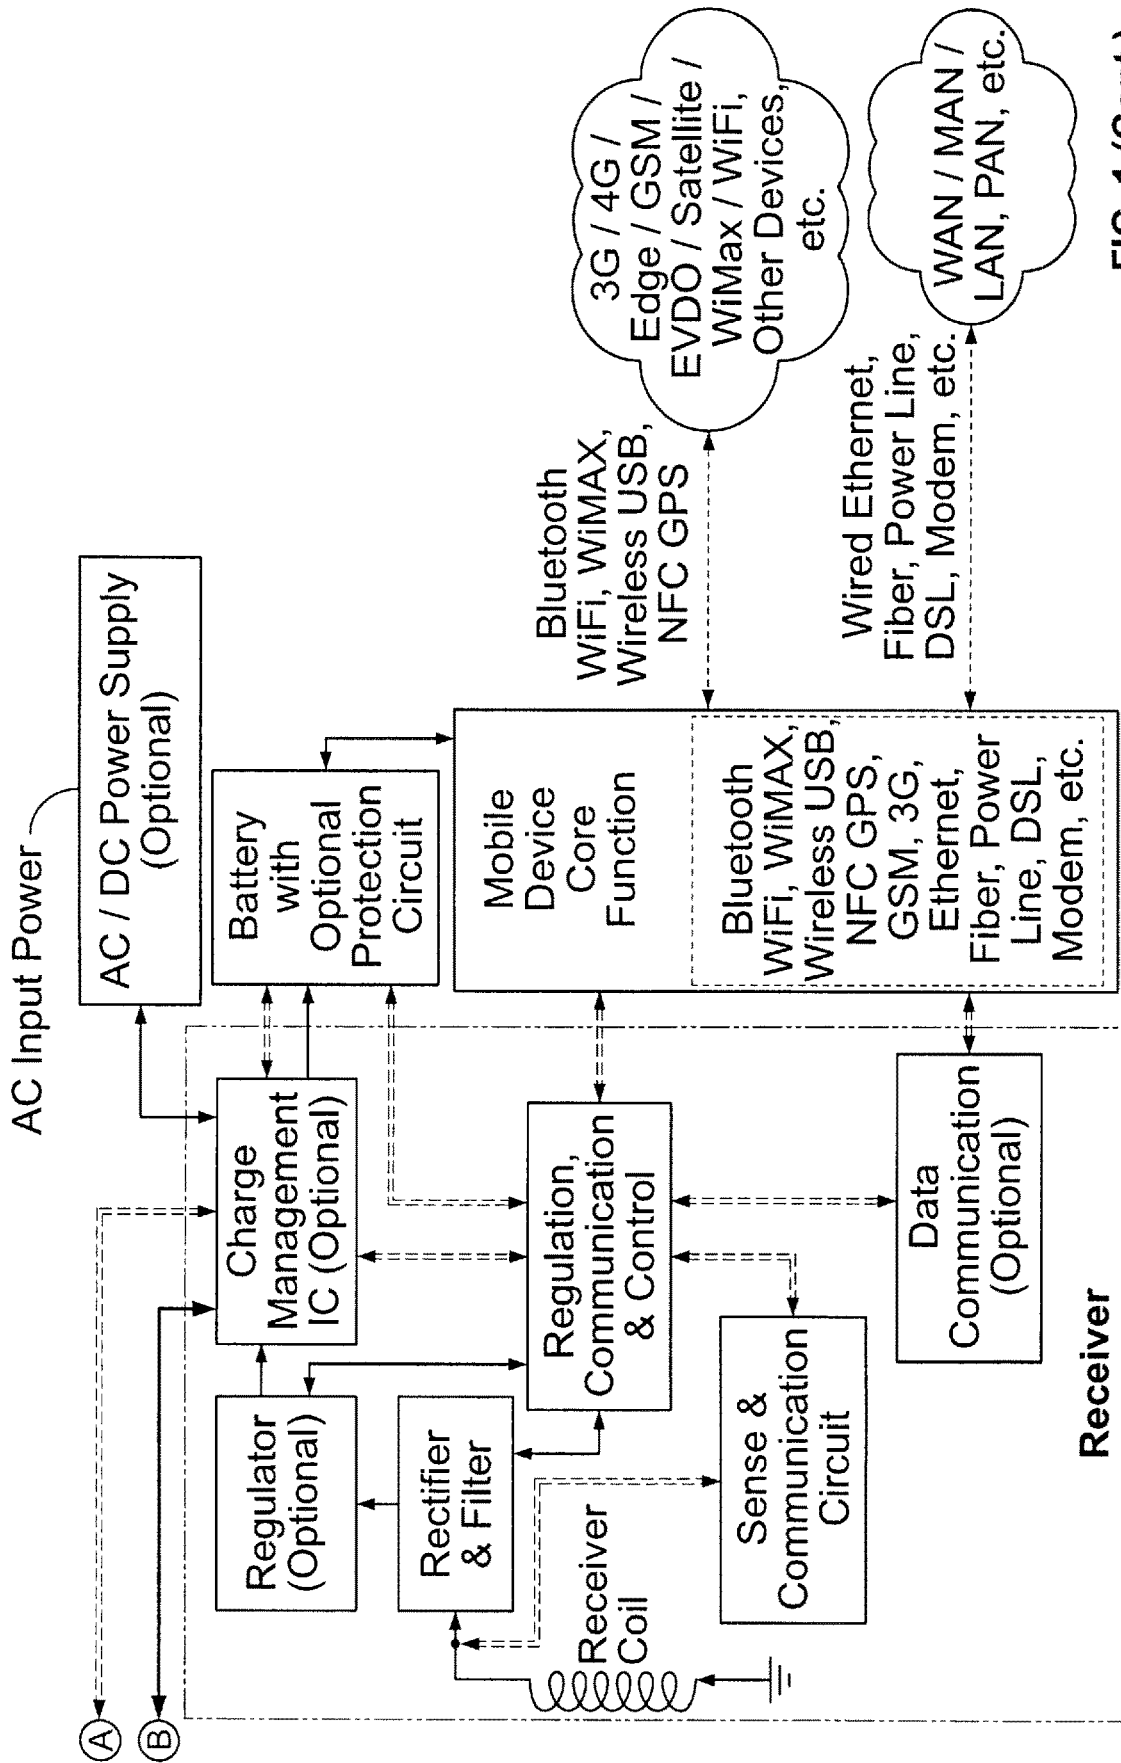 AC Input Power
AC / DC Power Supply
(Optional)
A
B
Regulator
(Optional)
Charge
Management
IC (Optional)
Battery
with
Optional
Protection
Circuit
Rectifier
& Filter
Regulation,
Communication
& Control
Mobile
Device
Core
Function
Bluetooth
WiFi, WiMAX,
Wireless USB,
NFC GPS,
GSM, 3G,
Ethernet,
Fiber, Power
Line, DSL,
Modem, etc.
Bluetooth
WiFi, WiMAX,
Wireless USB,
NFC GPS
3G / 4G /
Edge / GSM /
EVDO / Satellite /
WiMax / WiFi,
Other Devices,
etc.
Receiver
Coil
Sense &
Communication
Circuit
Data
Communication
(Optional)
Wired Ethernet,
Fiber, Power Line,
DSL, Modem, etc.
WAN / MAN /
LAN, PAN, etc.
Receiver